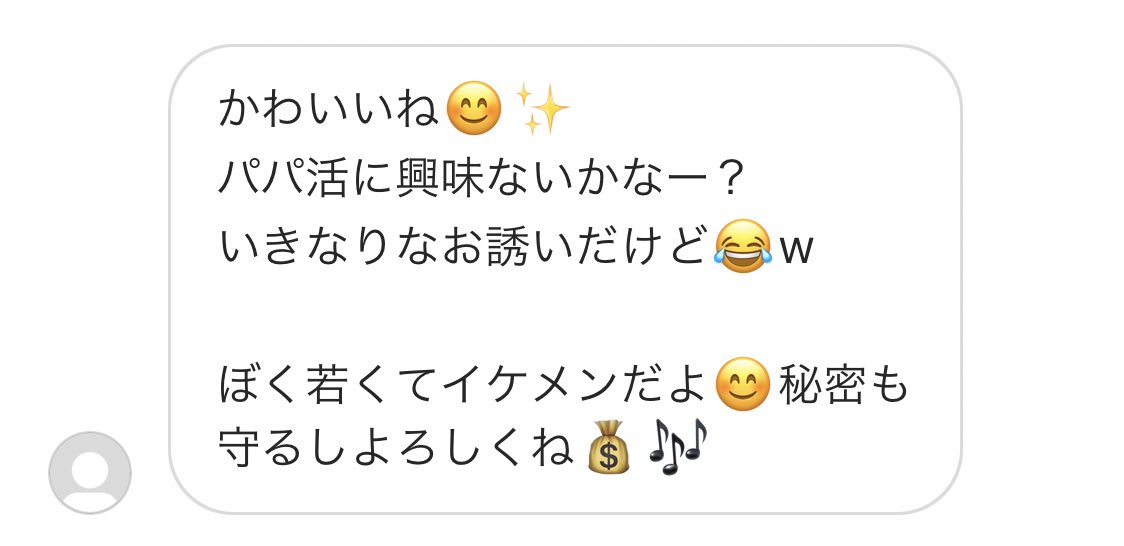 かわいいね😊✨
パパ活に興味ないかなー？
いきなりなお誘いだけど😂w
ぼく若くてイケメンだよ😊秘密も
守るしよろしくね💰🎶